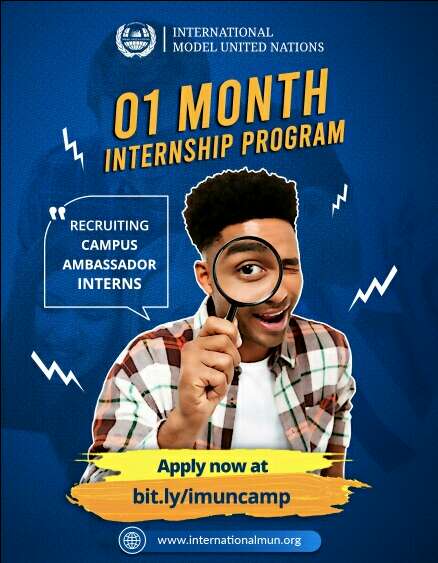 INTERNATIONAL
MODEL UNITED NATIONS
01 MONTH
INTERNSHIP PROGRAM
RECRUITING
CAMPUS
AMBASSADOR
INTERNS
Apply now at
bit.ly/imuncamp
www.internationalmun.org